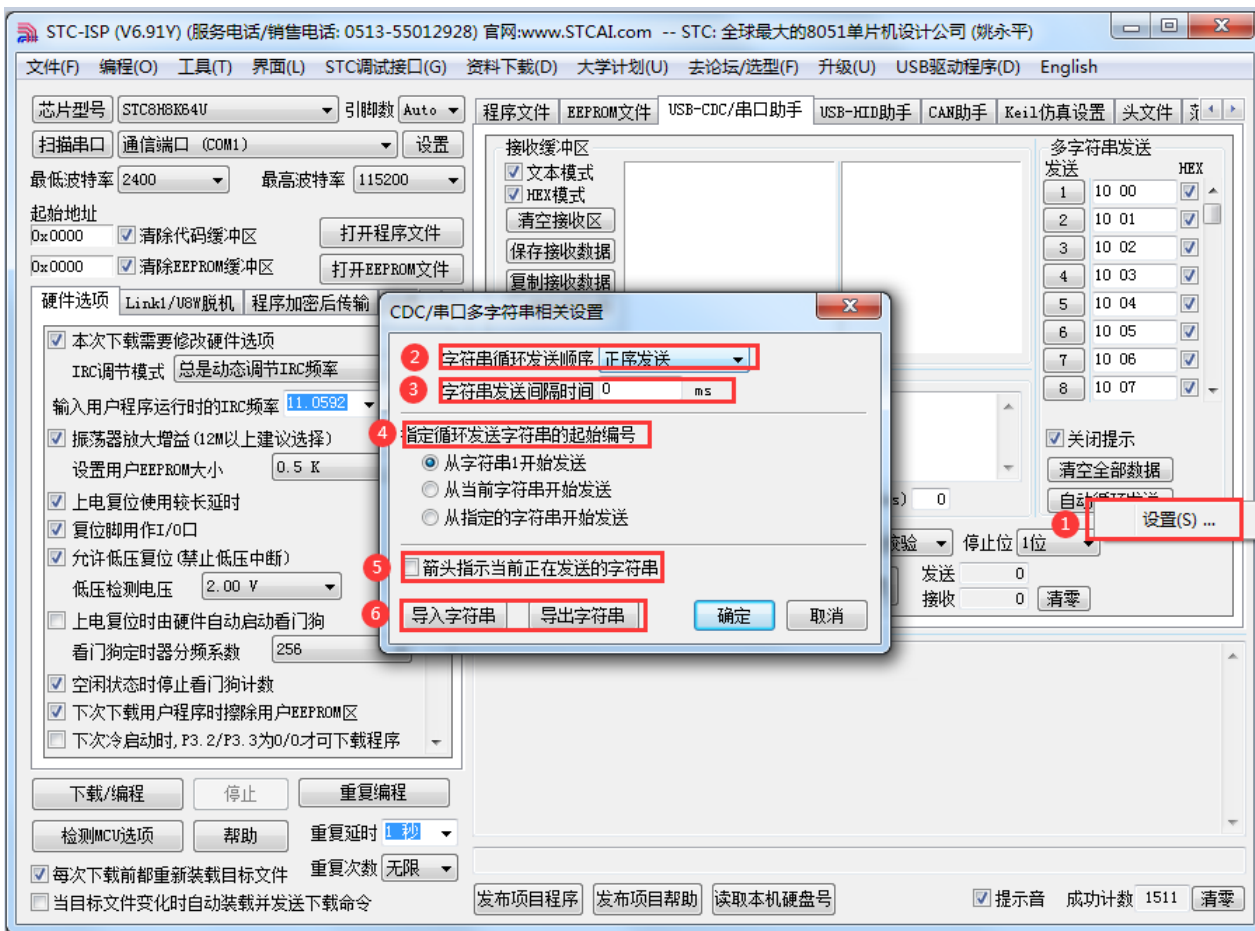 STC-ISP (V6.91Y) (服务电话/销售电话: 0513-55012928) 官网:www.STCAI.com -- STC: 全球最大的8051单片机设计公司 (姚永平)
文件(F) 编程(O) 工具(T) 界面(L) STC调试接口(G) 资料下载(D) 大学计划(U) 去论坛/选型(F) 升级(U) USB驱动程序(D) English
芯片型号 STC8H8K64U 引脚数 Auto
扫描串口 通信端口 (COM1) 设置
最低波特率 2400 最高波特率 115200
起始地址
0x0000 清除代码缓冲区 打开程序文件
0x0000 清除EEPROM缓冲区 打开EEPROM文件
硬件选项 Link1/U8W脱机 程序加密后传输
本次下载需要修改硬件选项
IRC调节模式 总是动态调节IRC频率
输入用户程序运行时的IRC频率 11.0592
振荡器放大增益(12M以上建议选择)
设置用户EEPROM大小 0.5 K
上电复位使用较长延时
复位脚用作I/O口
允许低压复位(禁止低压中断)
低压检测电压 2.00 V
上电复位时由硬件自动启动看门狗
看门狗定时器分频系数 256
空闲状态时停止看门狗计数
下次下载用户程序时擦除用户EEPROM区
下次冷启动时,P3.2/P3.3为0/0才可下载程序
下载/编程 停止 重复编程
检测MCU选项 帮助 重复延时 1 秒
每次下载前都重新装载目标文件 重复次数 无限
当目标文件变化时自动装载并发送下载命令
程序文件 EEPROM文件 USB-CDC/串口助手 USB-HID助手 CAN助手 Keil仿真设置 头文件
接收缓冲区
文本模式
HEX模式
清空接收区
保存接收数据
复制接收数据
多字符串发送
发送 HEX
1 10 00
2 10 01
3 10 02
4 10 03
5 10 04
6 10 05
7 10 06
8 10 07
关闭提示
清空全部数据
自动循环发送
1 设置(S) ...
s) 0
校验 停止位 1位
发送 0
接收 0 清零
CDC/串口多字符串相关设置
2 字符串循环发送顺序 正序发送
3 字符串发送间隔时间 0 ms
4 指定循环发送字符串的起始编号
从字符串1开始发送
从当前字符串开始发送
从指定的字符串开始发送
5 箭头指示当前正在发送的字符串
6 导入字符串 导出字符串 确定 取消
发布项目程序 发布项目帮助 读取本机硬盘号 提示音 成功计数 1511 清零